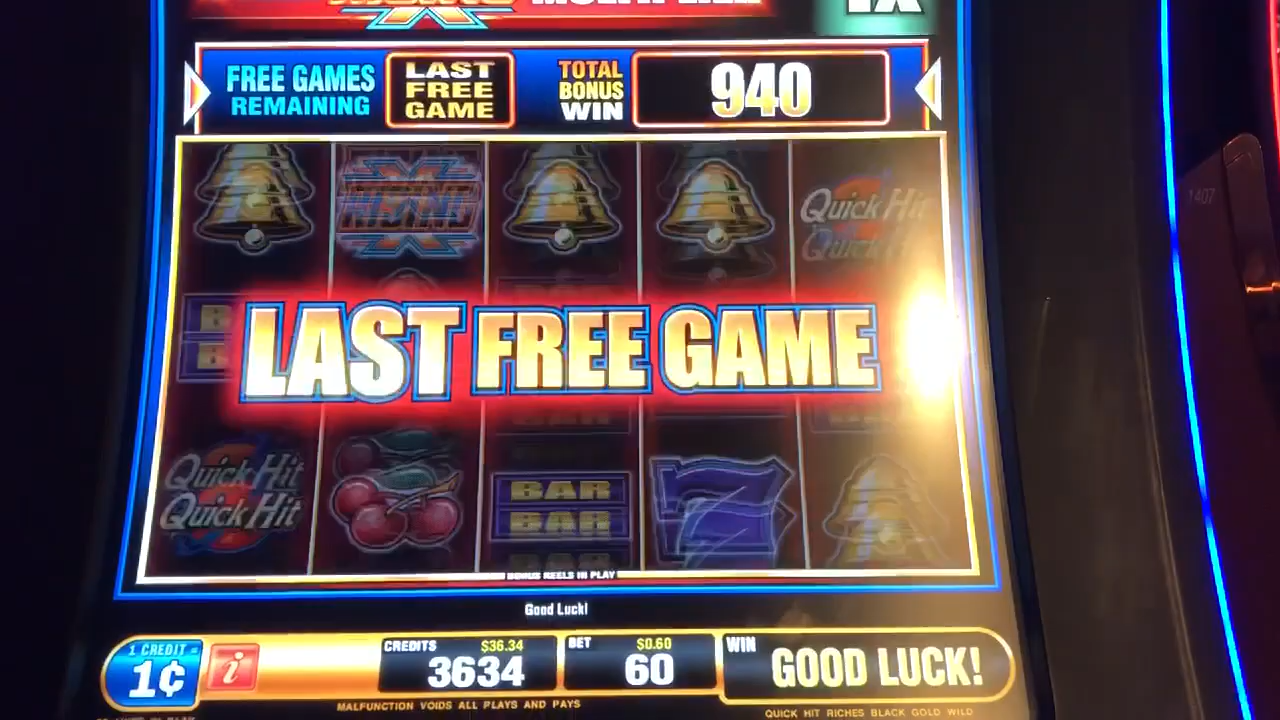 MULTIPLIER
1X
FREE GAMES
REMAINING
LAST
FREE
GAME
TOTAL
BONUS
WIN
940
Quick Hit
Quick Hit
1407
LAST FREE GAME
Quick Hit
Quick Hit
BAR
BAR
BAR
7
BONUS REELS IN PLAY
Good Luck!
1 CREDIT =
1¢
i
CREDITS $36.34
3634
BET $0.60
60
WIN
GOOD LUCK!
MALFUNCTION VOIDS ALL PLAYS AND PAYS
QUICK HIT RICHES BLACK GOLD WILD